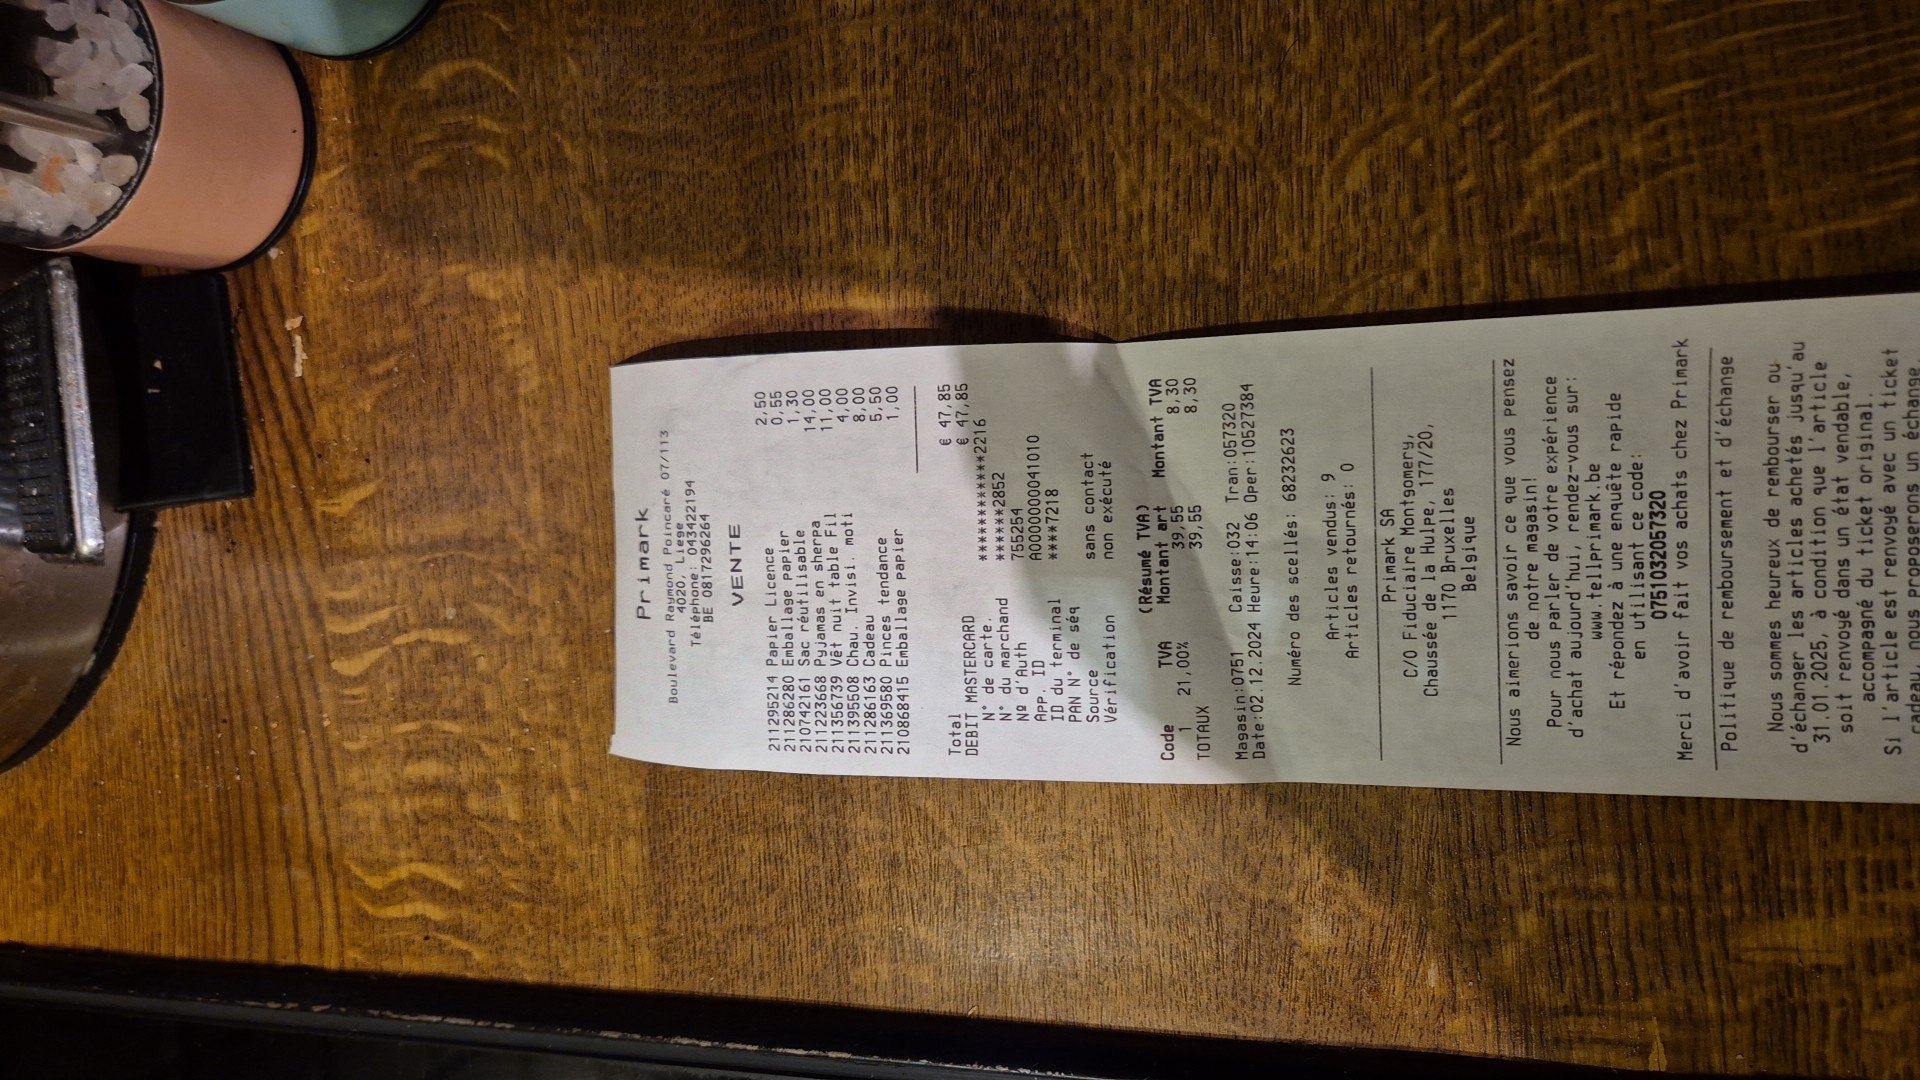 Primark
Boulevard Raymond Poincaré 07/113
4020, Liege
Téléphone: 043422194
BE 0817296264
VENTE
211295214 Papier Licence 2,50
211286280 Emballage papier 0,55
210742161 Sac réutilisable 1,30
211223668 Pyjamas en sherpa 14,00
211356739 Vêt nuit table Fil 11,00
211395508 Chau. Invisi. moti 4,00
211286163 Cadeau 8,00
211369580 Pinces tendance 5,50
210868415 Emballage papier 1,00
Total € 47,85
DEBIT MASTERCARD € 47,85
N° de carte. ************2216
N° du marchand ******2852
Nº d'Auth 755254
App. ID A0000000041010
ID du terminal ****7218
PAN N° de séq
Source sans contact
Vérification non exécuté
(Résumé TVA)
Code TVA Montant art Montant TVA
1 21,00% 39,55 8,30
TOTAUX 39,55 8,30
Magasin:0751 Caisse:032 Tran:057320
Date:02.12.2024 Heure:14:06 Oper:10527384
Numéro des scellés: 68232623
Articles vendus: 9
Articles retournés: 0
Primark SA
C/O Fiduciaire Montgomery,
Chaussée de la Hulpe, 177/20,
1170 Bruxelles
Belgique
Nous aimerions savoir ce que vous pensez
de notre magasin!
Pour nous parler de votre expérience
d'achat aujourd'hui, rendez-vous sur:
www.tellprimark.be
Et répondez à une enquête rapide
en utilisant ce code:
0751032057320
Merci d'avoir fait vos achats chez Primark
Politique de remboursement et d'échange
Nous sommes heureux de rembourser ou
d'échanger les articles achetés jusqu'au
31.01.2025, à condition que l'article
soit renvoyé dans un état vendable,
accompagné du ticket original.
Si l'article est renvoyé avec un ticket
cadeau, nous proposerons un échange,